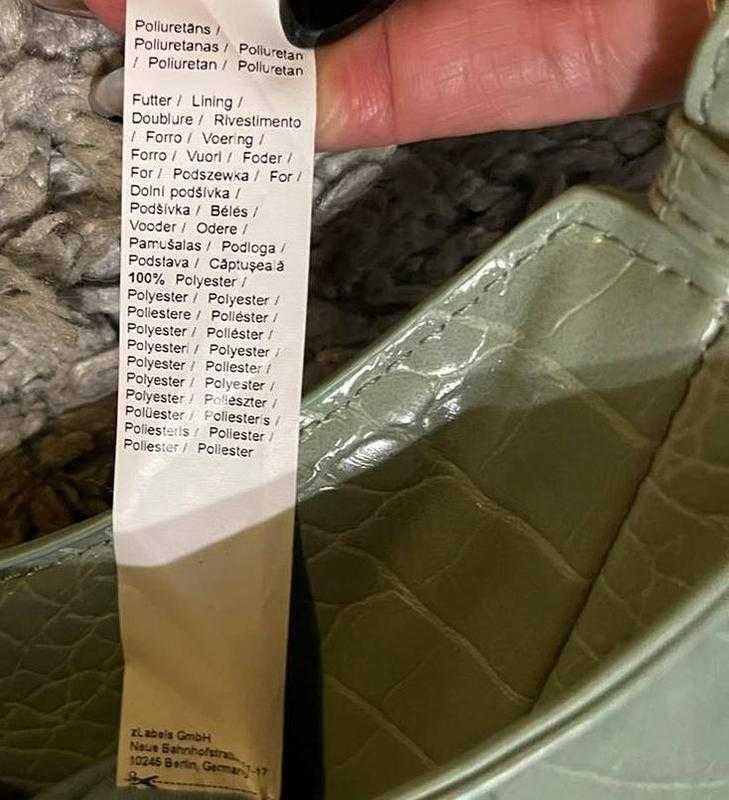 Poliuretāns /
Poliuretanas / Poliuretan
/ Poliuretan / Poliuretan
Futter / Lining /
Doublure / Rivestimento
/ Forro / Voering /
Forro / Vuori / Foder /
For / Podszewka / For /
Dolní podšívka /
Podšívka / Bélés /
Vooder / Odere /
Pamušalas / Podloga /
Podstava / Căptuşeală
100% Polyester /
Polyester / Polyester /
Poliestere / Poliéster /
Polyester / Poliéster /
Polyesteri / Polyester /
Polyester / Poliester /
Polyester / Polyester /
Polyester / Poliészter /
Polüester / Poliesteris /
Poliesteris / Poliester /
Poliester / Poliester
zLabels GmbH
Neue
10245 Berlin, Germany